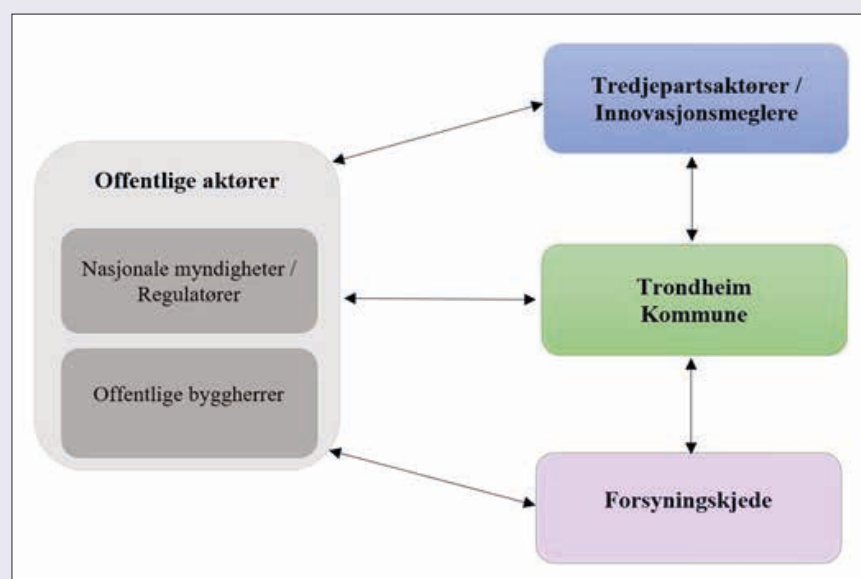 Offentlige aktører
Nasjonale myndigheter /
Regulatører
Offentlige byggherrer
Tredjepartsaktører /
Innovasjonsmeglere
Trondheim
Kommune
Forsyningskjede